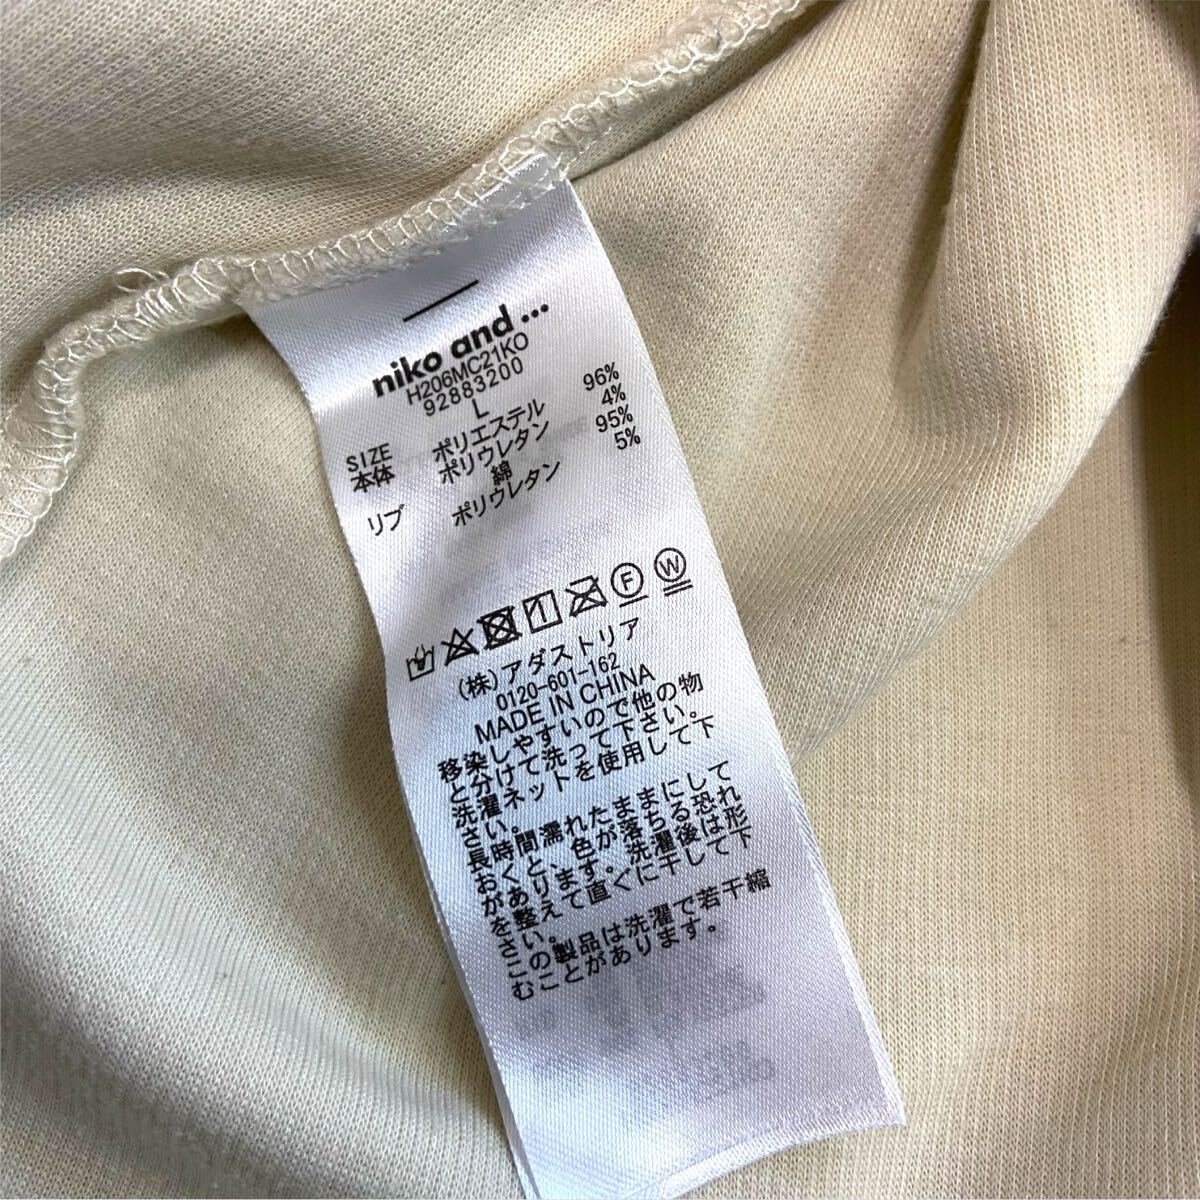 niko and ...
H206MC21KO
92883200
SIZE L
本体 ポリエステル 96%
ポリウレタン 4%
リブ 綿 95%
ポリウレタン 5%
F W
(株)アダストリア
0120-601-162
MADE IN CHINA
移染しやすいので他の物
と分けて洗って下さい。
洗濯ネットを使用して下
さい。
長時間濡れたままにして
おくと、色が落ちる恐れ
があります。洗濯後は形
を整えて直ぐに干して下
さい。
この製品は洗濯で若干縮
むことがあります。